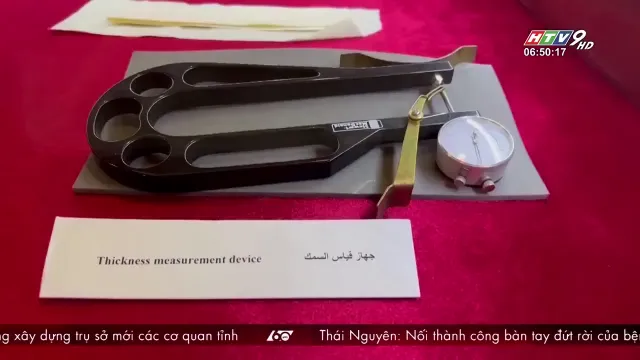 HTV9 HD
06:50:17
Thickness measurement device جهاز قياس السمك
g xây dựng trụ sở mới các cơ quan tỉnh 60 Thái Nguyên: Nối thành công bàn tay đứt rời của bệ